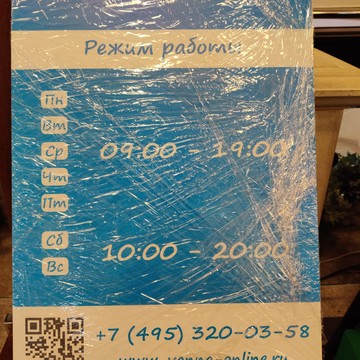 Режим работы
Пн
Вт
Ср 09:00 - 19:00
Чт
Пт
Сб
10:00 - 20:00
Вс
+7 (495) 320-03-58